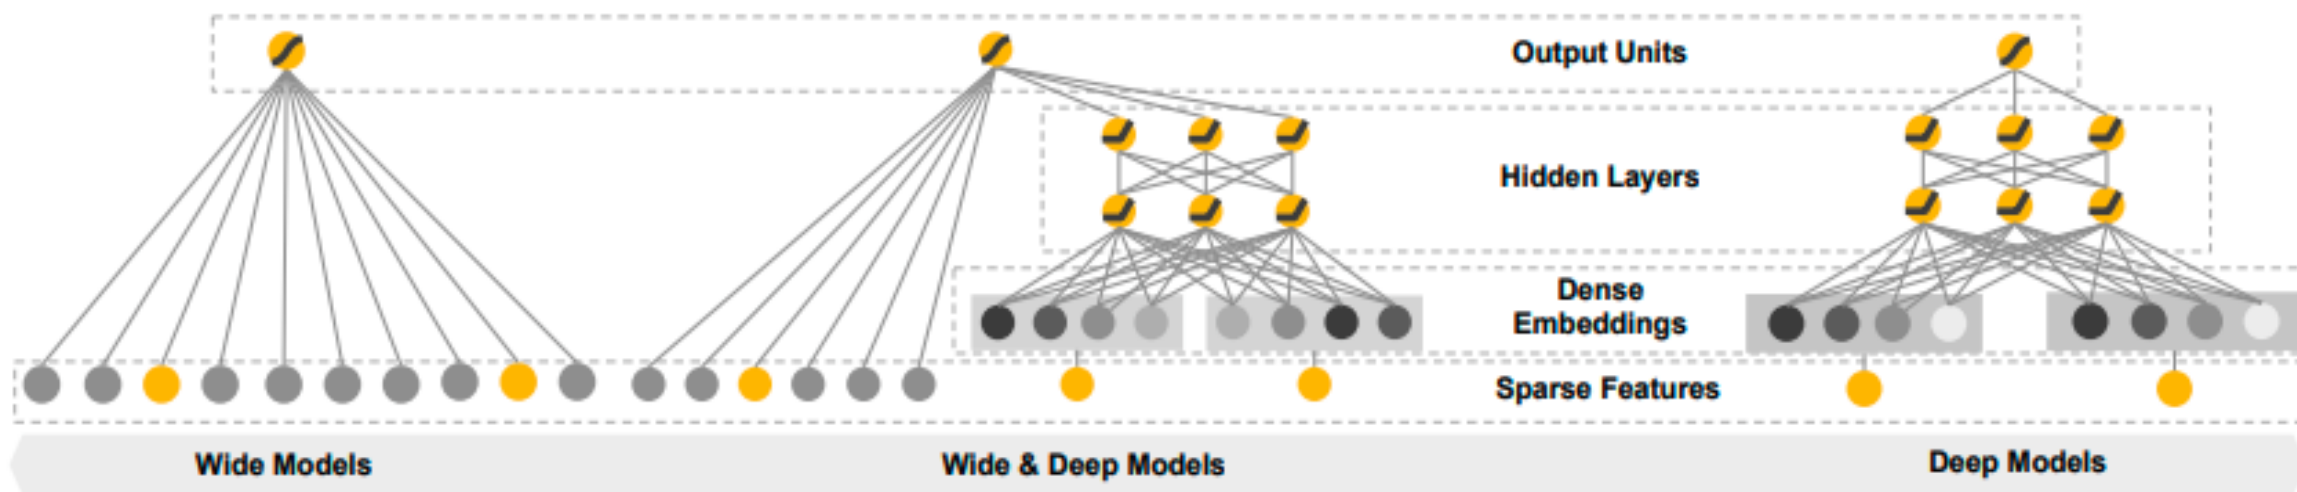 Output Units
Hidden Layers
Dense
Embeddings
Sparse Features
Wide Models
Wide & Deep Models
Deep Models